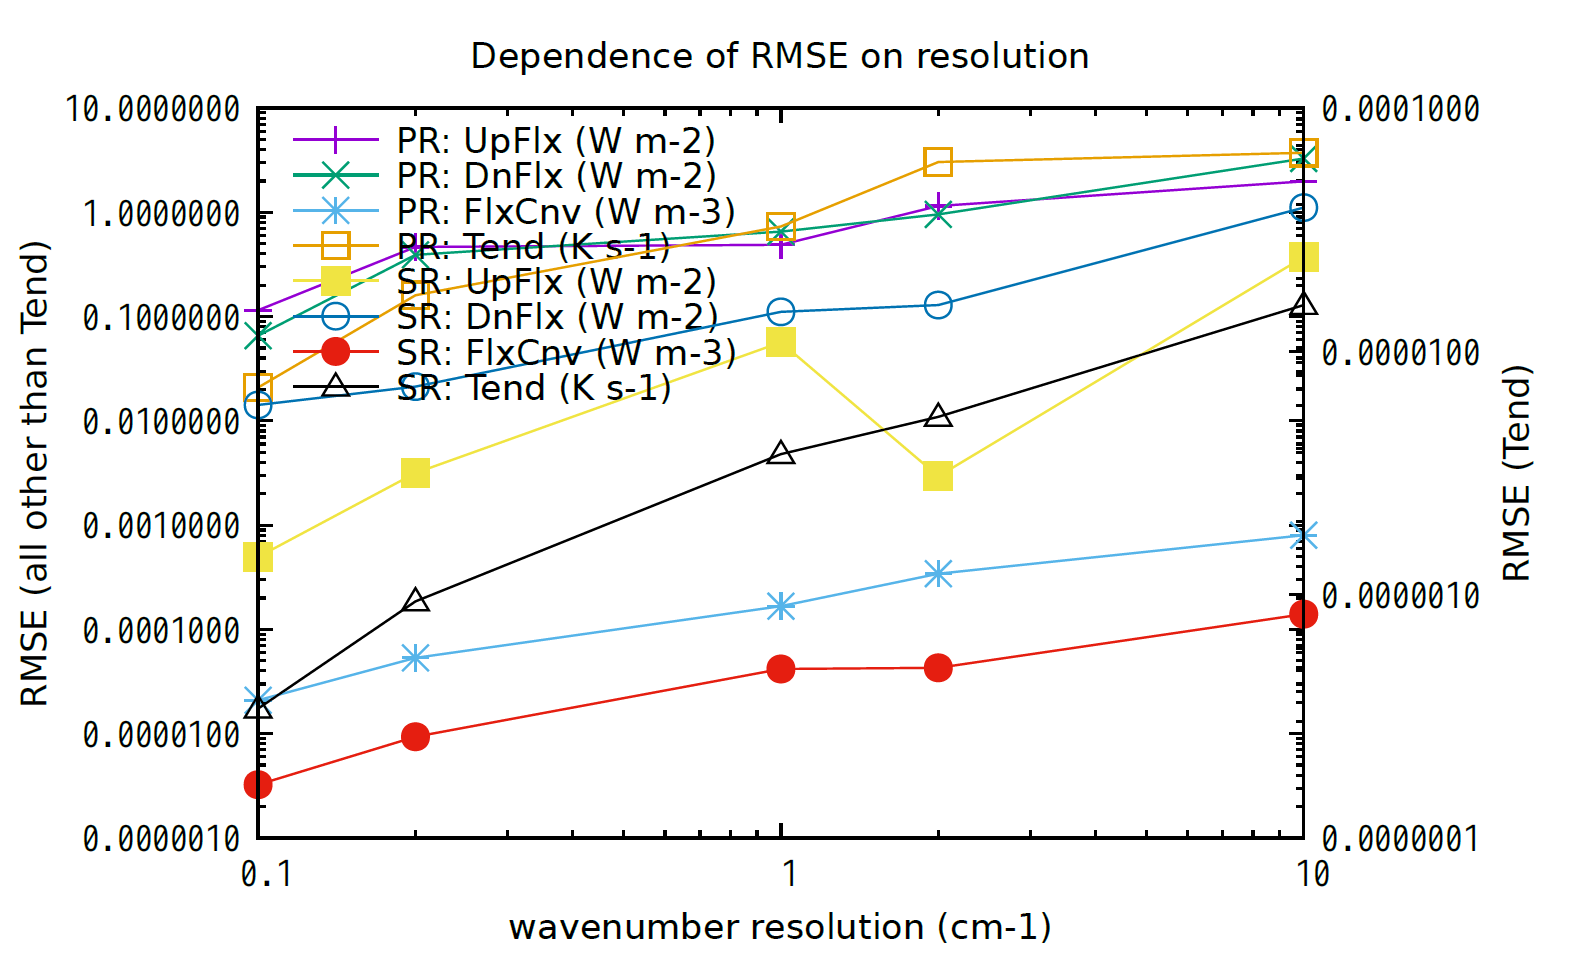 Dependence of RMSE on resolution
10.0000000
1.0000000
0.1000000
0.0100000
0.0010000
0.0001000
0.0000100
0.0000010
RMSE (all other than Tend)
PR: UpFlx (W m-2)
PR: DnFlx (W m-2)
PR: FlxCnv (W m-3)
PR: Tend (K s-1)
SR: UpFlx (W m-2)
SR: DnFlx (W m-2)
SR: FlxCnv (W m-3)
SR: Tend (K s-1)
0.0001000
0.0000100
0.0000010
0.0000001
RMSE (Tend)
0.1 1 10
wavenumber resolution (cm-1)